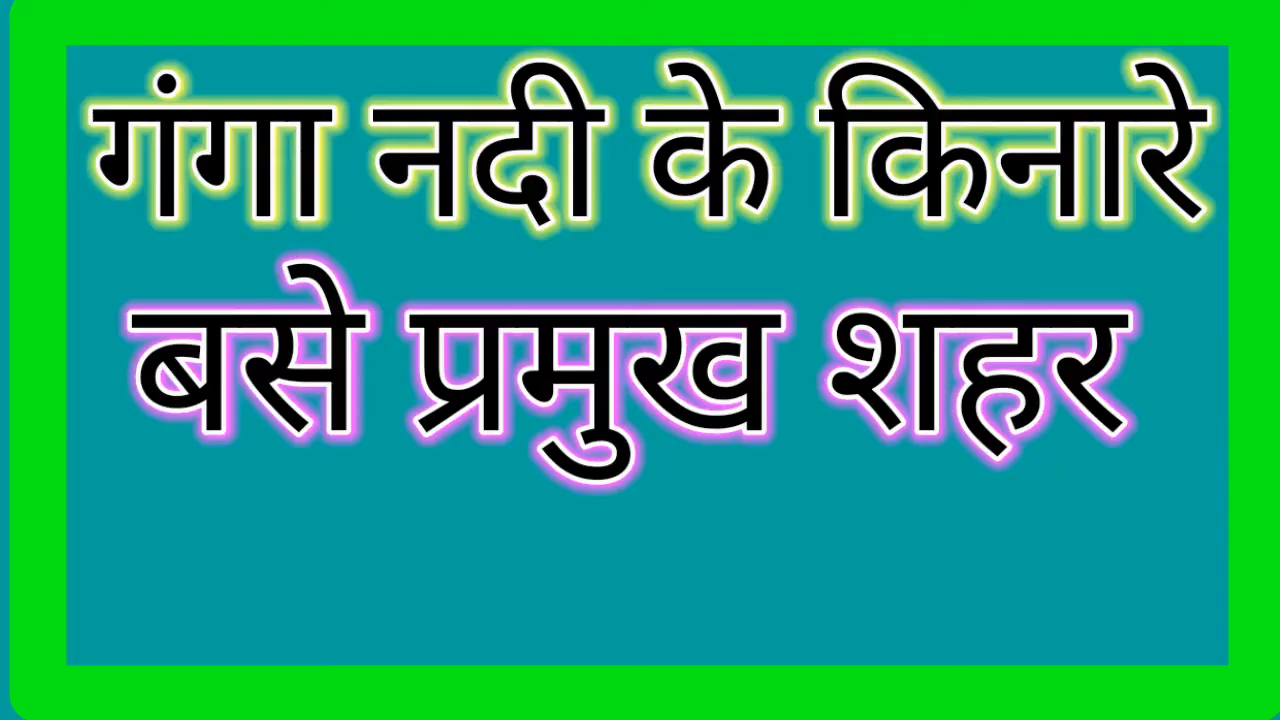 गंगा नदी के किनारे
बसे प्रमुख शहर